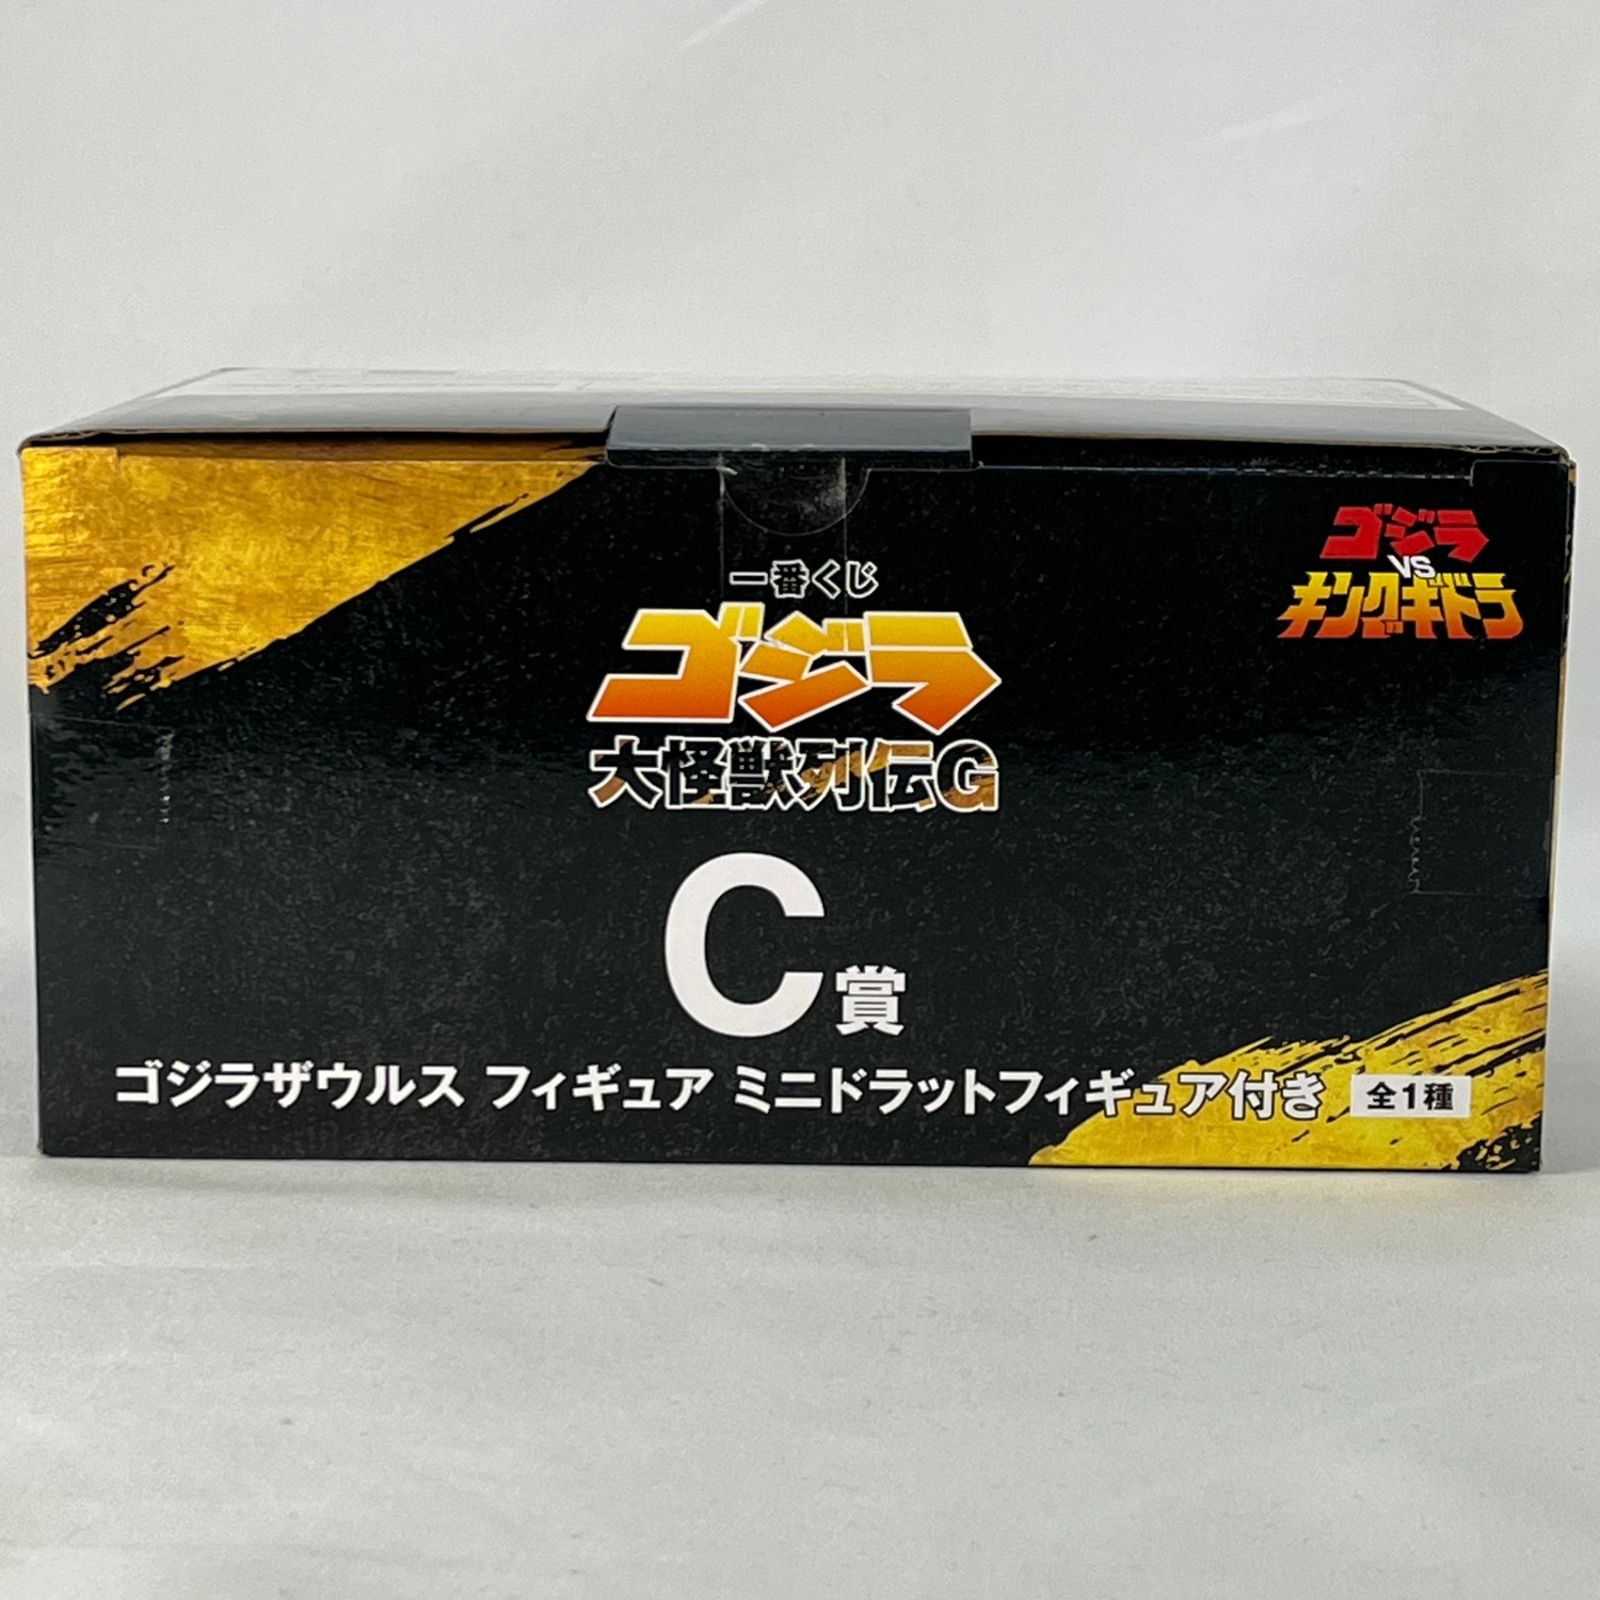 一番くじ
ゴジラ
大怪獣列伝G
ゴジラ
VS
キングギドラ
C賞
ゴジラザウルス フィギュア ミニドラットフィギュア付き 全1種